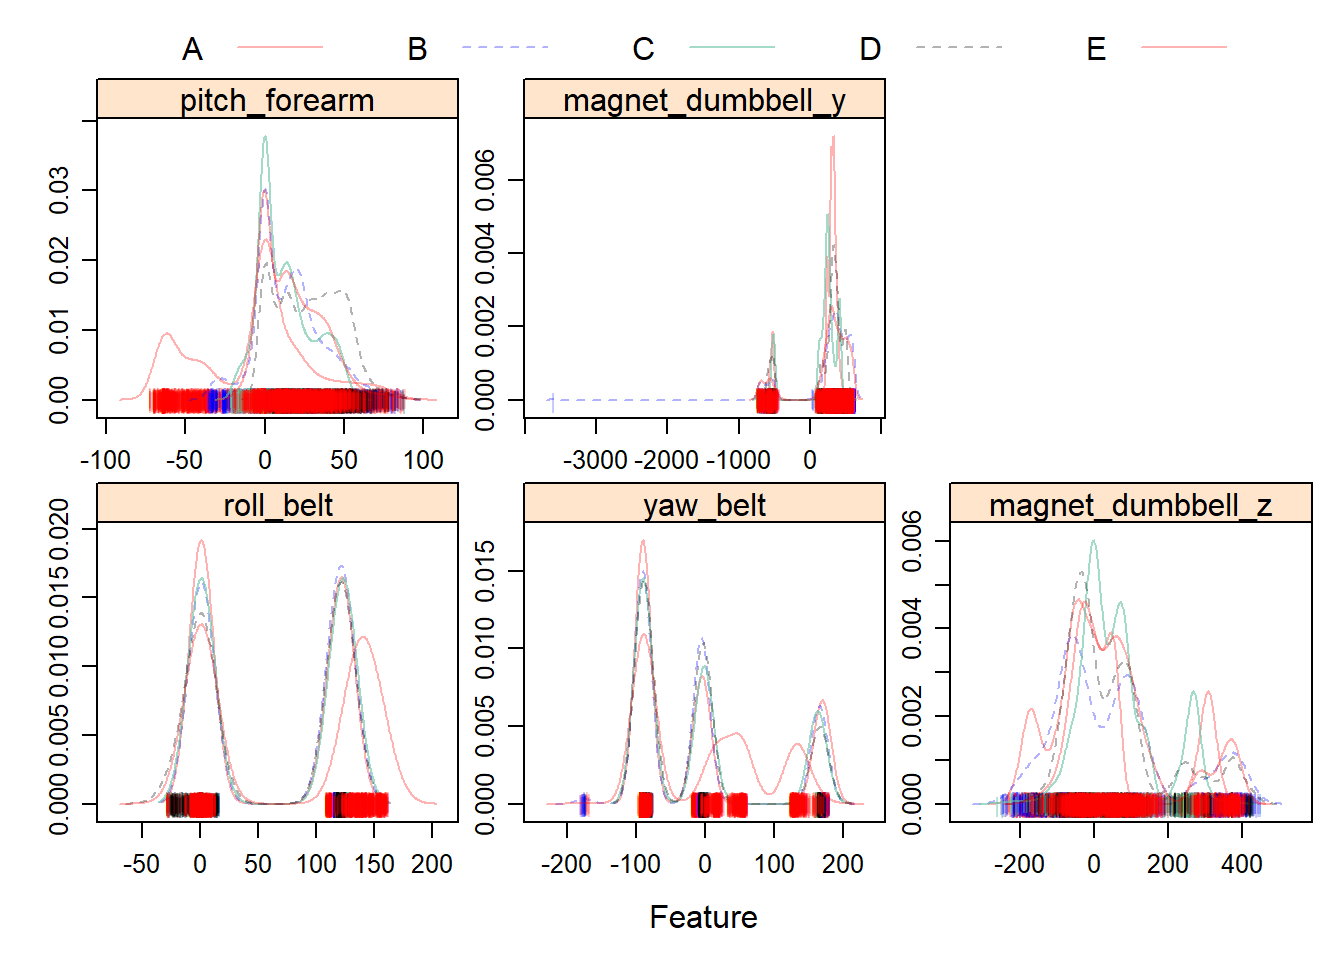 A B C D E
pitch_forearm magnet_dumbbell_y
0.00 0.01 0.02 0.03
0.000 0.002 0.004 0.006
-100 -50 0 50 100
-3000 -2000 -1000 0
roll_belt yaw_belt magnet_dumbbell_z
0.000 0.005 0.010 0.015 0.020
0.000 0.005 0.010 0.015
0.000 0.002 0.004 0.006
-50 0 50 100 150 200
-200 -100 0 100 200
-200 0 200 400
Feature